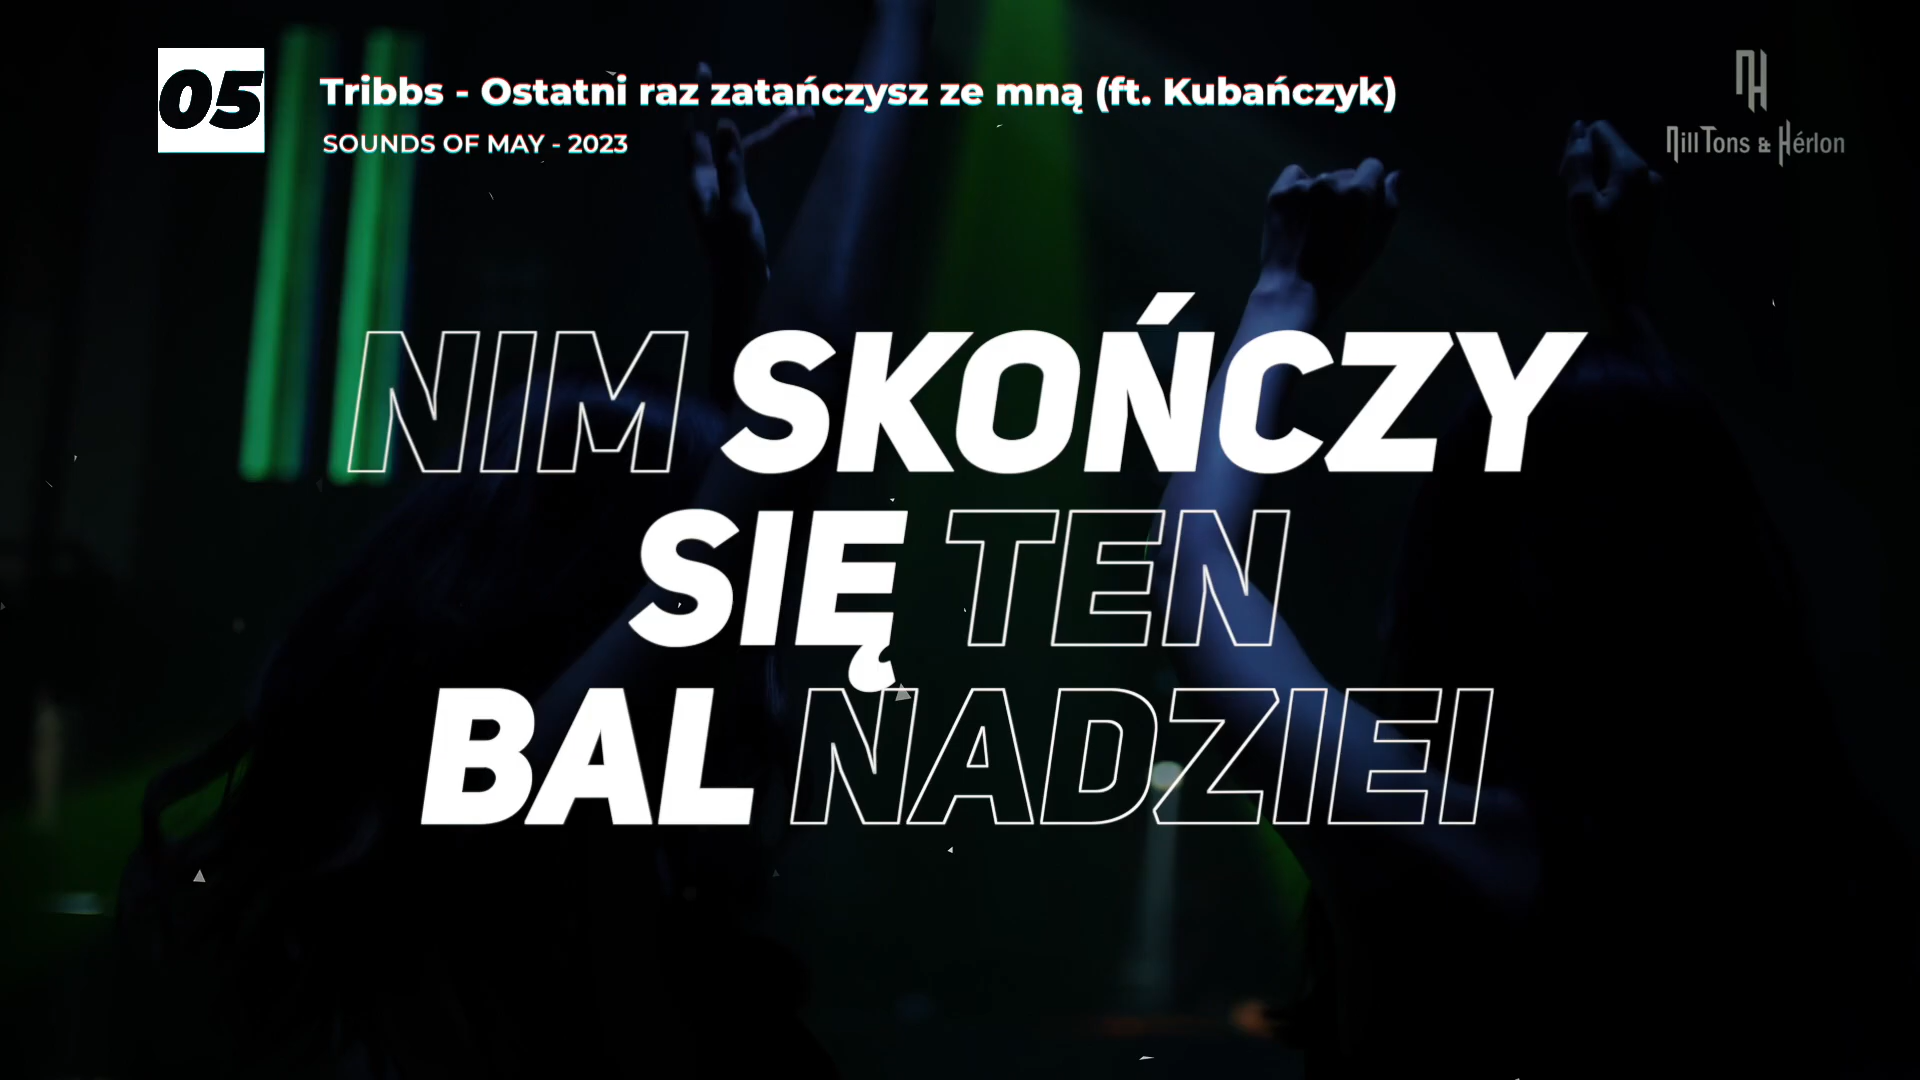 05
Tribbs - Ostatni raz zatańczysz ze mną (ft. Kubańczyk)
SOUNDS OF MAY - 2023
NH
Nill Tons & Hérlon
NIM SKOŃCZY
SIĘ TEN
BAL NADZIEI